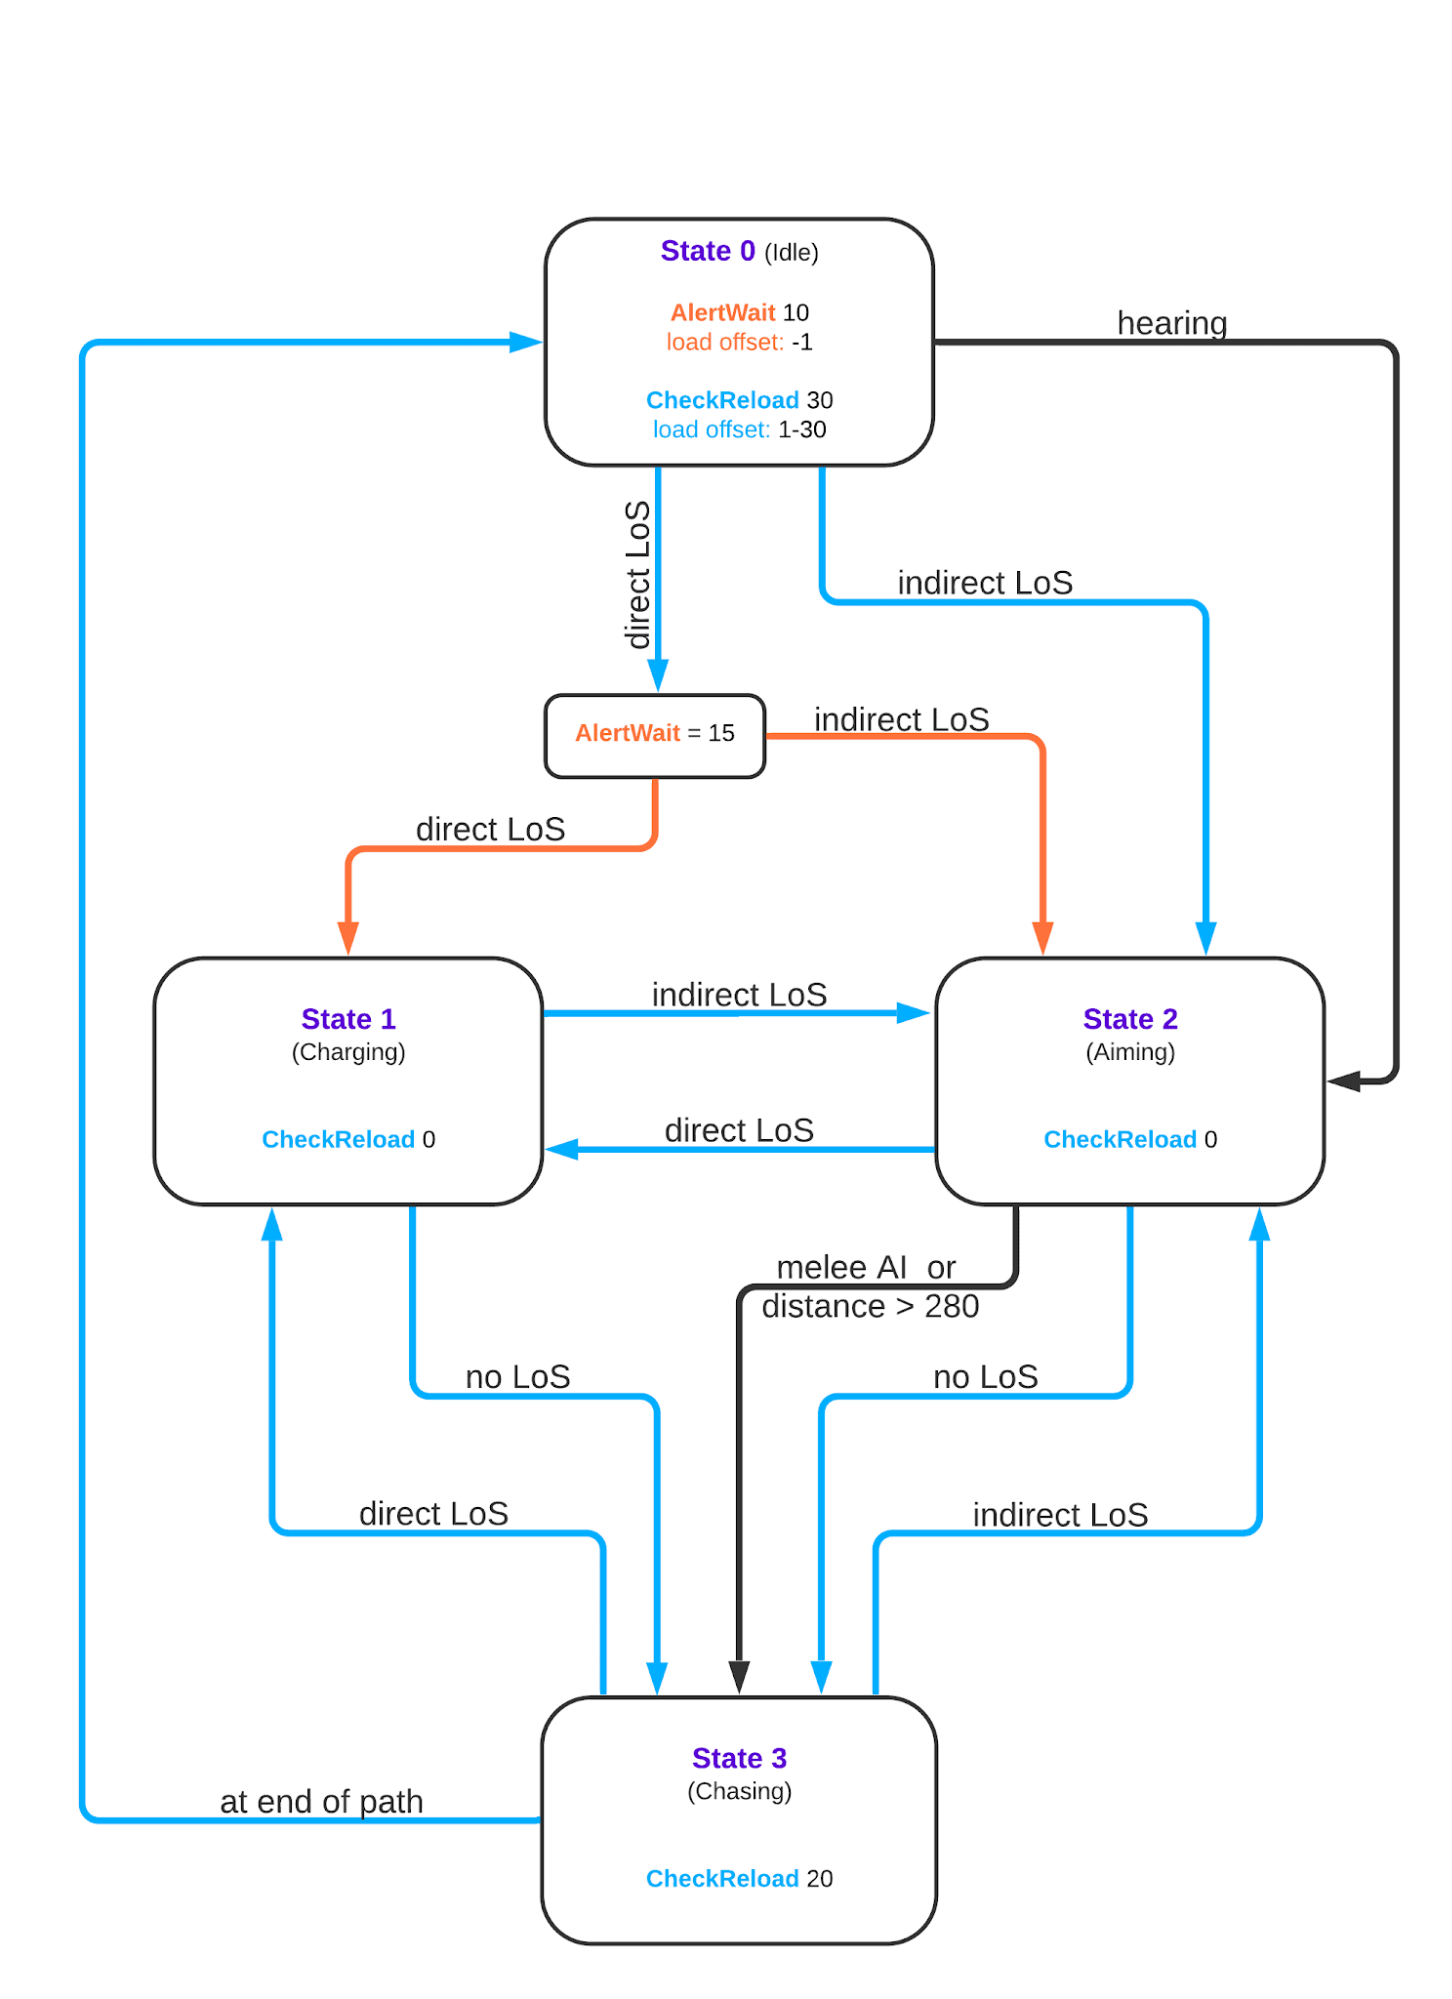 State 0 (Idle)
AlertWait 10
load offset: -1
CheckReload 30
load offset: 1-30
hearing
direct LoS
indirect LoS
AlertWait = 15
indirect LoS
direct LoS
State 1
(Charging)
CheckReload 0
indirect LoS
direct LoS
State 2
(Aiming)
CheckReload 0
melee AI  or
distance > 280
no LoS
no LoS
direct LoS
indirect LoS
State 3
(Chasing)
CheckReload 20
at end of path